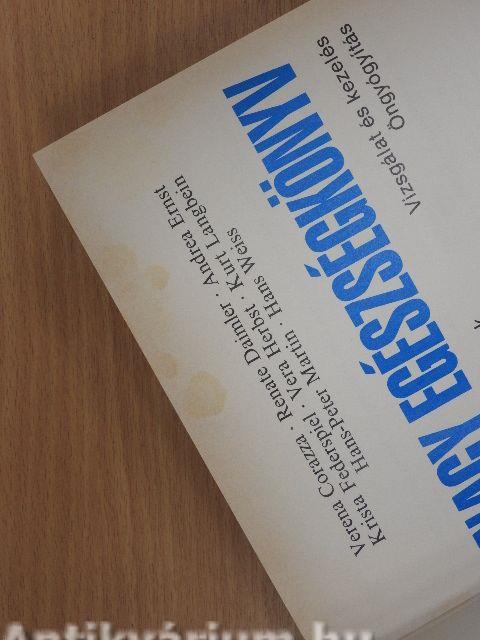 Verena Corazza · Renate Daimler · Andrea Ernst
Krista Federspiel · Vera Herbst · Kurt Langbein
Hans-Peter Martin · Hans Weiss
NAGY EGÉSZSÉGKÖNYV
Vizsgálat és kezelés
Öngyógyítás
Antikvárium.hu